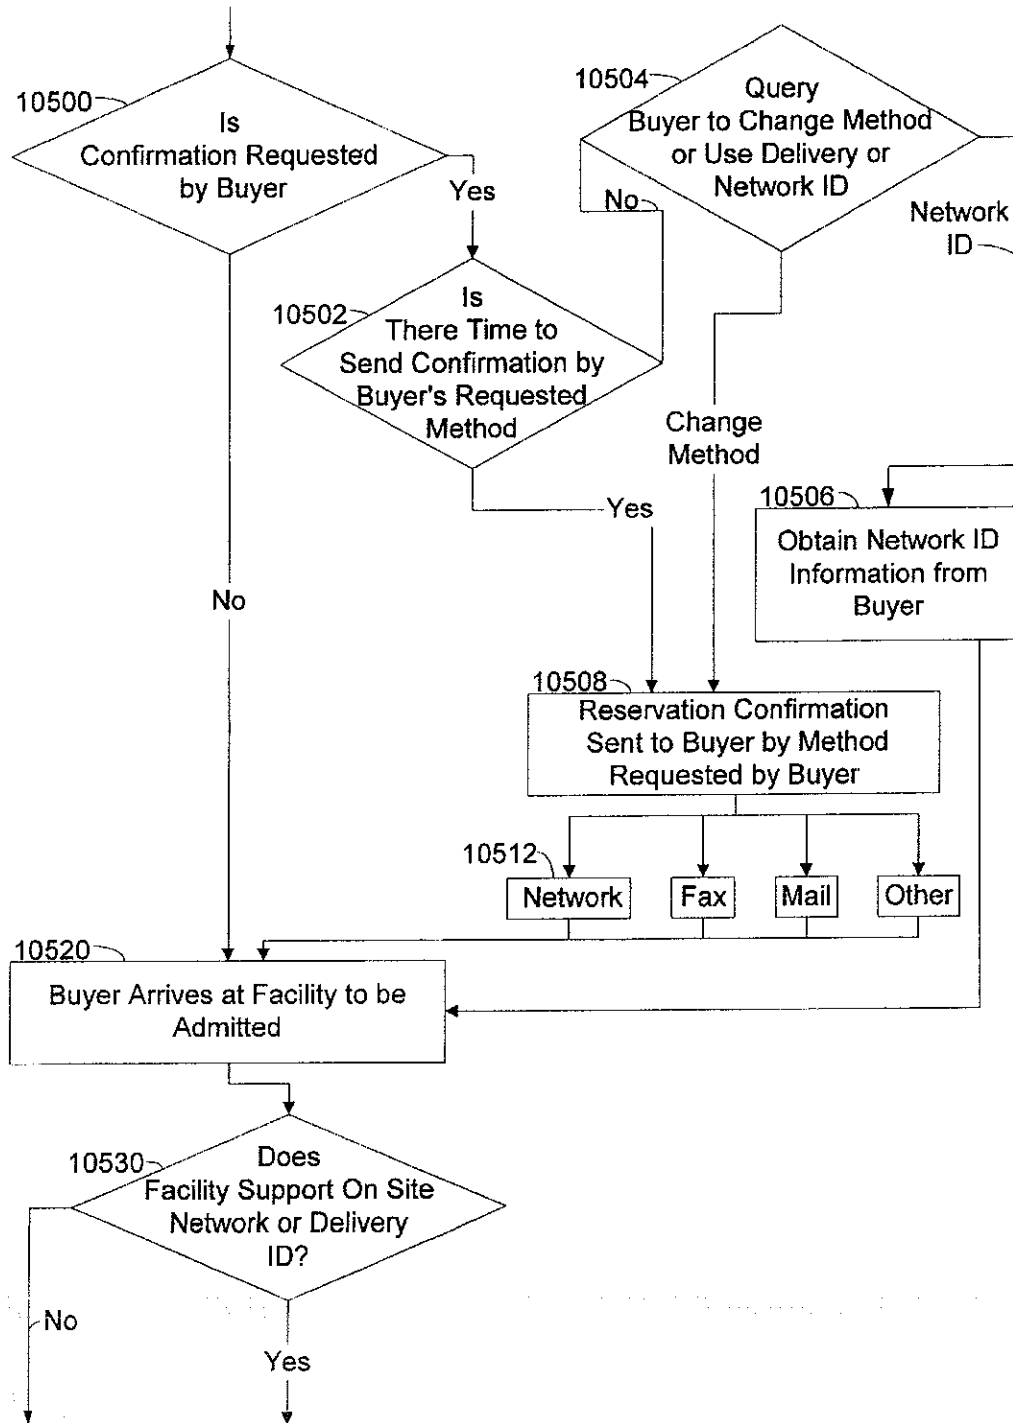 10500
Is
Confirmation Requested
by Buyer
Yes
10504
Query
Buyer to Change Method
or Use Delivery or
Network ID
No
Network
ID
10502
Is
There Time to
Send Confirmation by
Buyer's Requested
Method
Change
Method
Yes
10506
Obtain Network ID
Information from
Buyer
No
10508
Reservation Confirmation
Sent to Buyer by Method
Requested by Buyer
10512
Network
Fax
Mail
Other
10520
Buyer Arrives at Facility to be
Admitted
10530
Does
Facility Support On Site
Network or Delivery
ID?
No
Yes